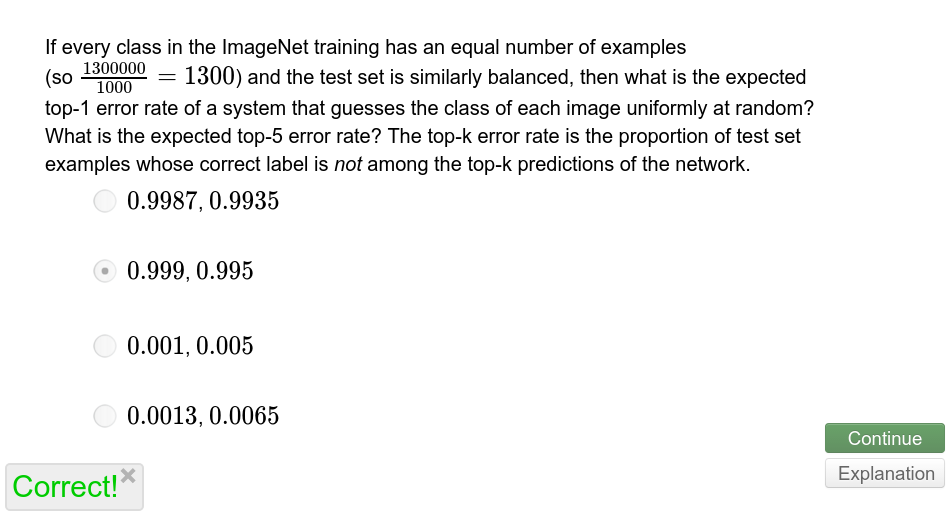 If every class in the ImageNet training has an equal number of examples
(so 1300000/1000 = 1300) and the test set is similarly balanced, then what is the expected
top-1 error rate of a system that guesses the class of each image uniformly at random?
What is the expected top-5 error rate? The top-k error rate is the proportion of test set
examples whose correct label is not among the top-k predictions of the network.
0.9987, 0.9935
0.999, 0.995
0.001, 0.005
0.0013, 0.0065
Continue
Explanation
Correct!